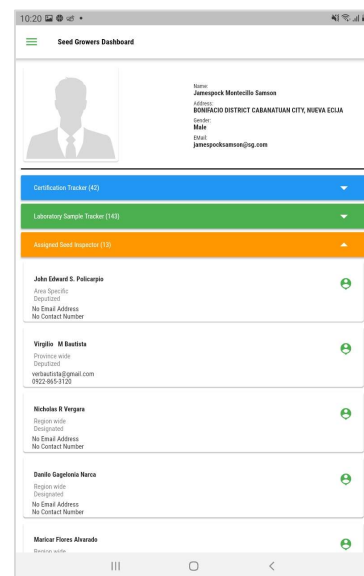 10:20
Seed Growers Dashboard
Name:
Jamespock Montecillo Samson
Address:
BONIFACIO DISTRICT CABANATUAN CITY, NUEVA ECIJA
Gender:
Male
EMail:
jamespocksamson@sg.com
Certification Tracker (42)
Laboratory Sample Tracker (143)
Assigned Seed Inspector (13)
John Edward S. Policarpio
Area Specific
Deputized
No Email Address
No Contact Number
Virgilio M Bautista
Province wide
Deputized
verbautista@gmail.com
0922-865-3120
Nicholas R Vergara
Region wide
Designated
No Email Address
No Contact Number
Danilo Gagelonia Narca
Region wide
Designated
No Email Address
No Contact Number
Maricar Flores Alvarado
Region wide